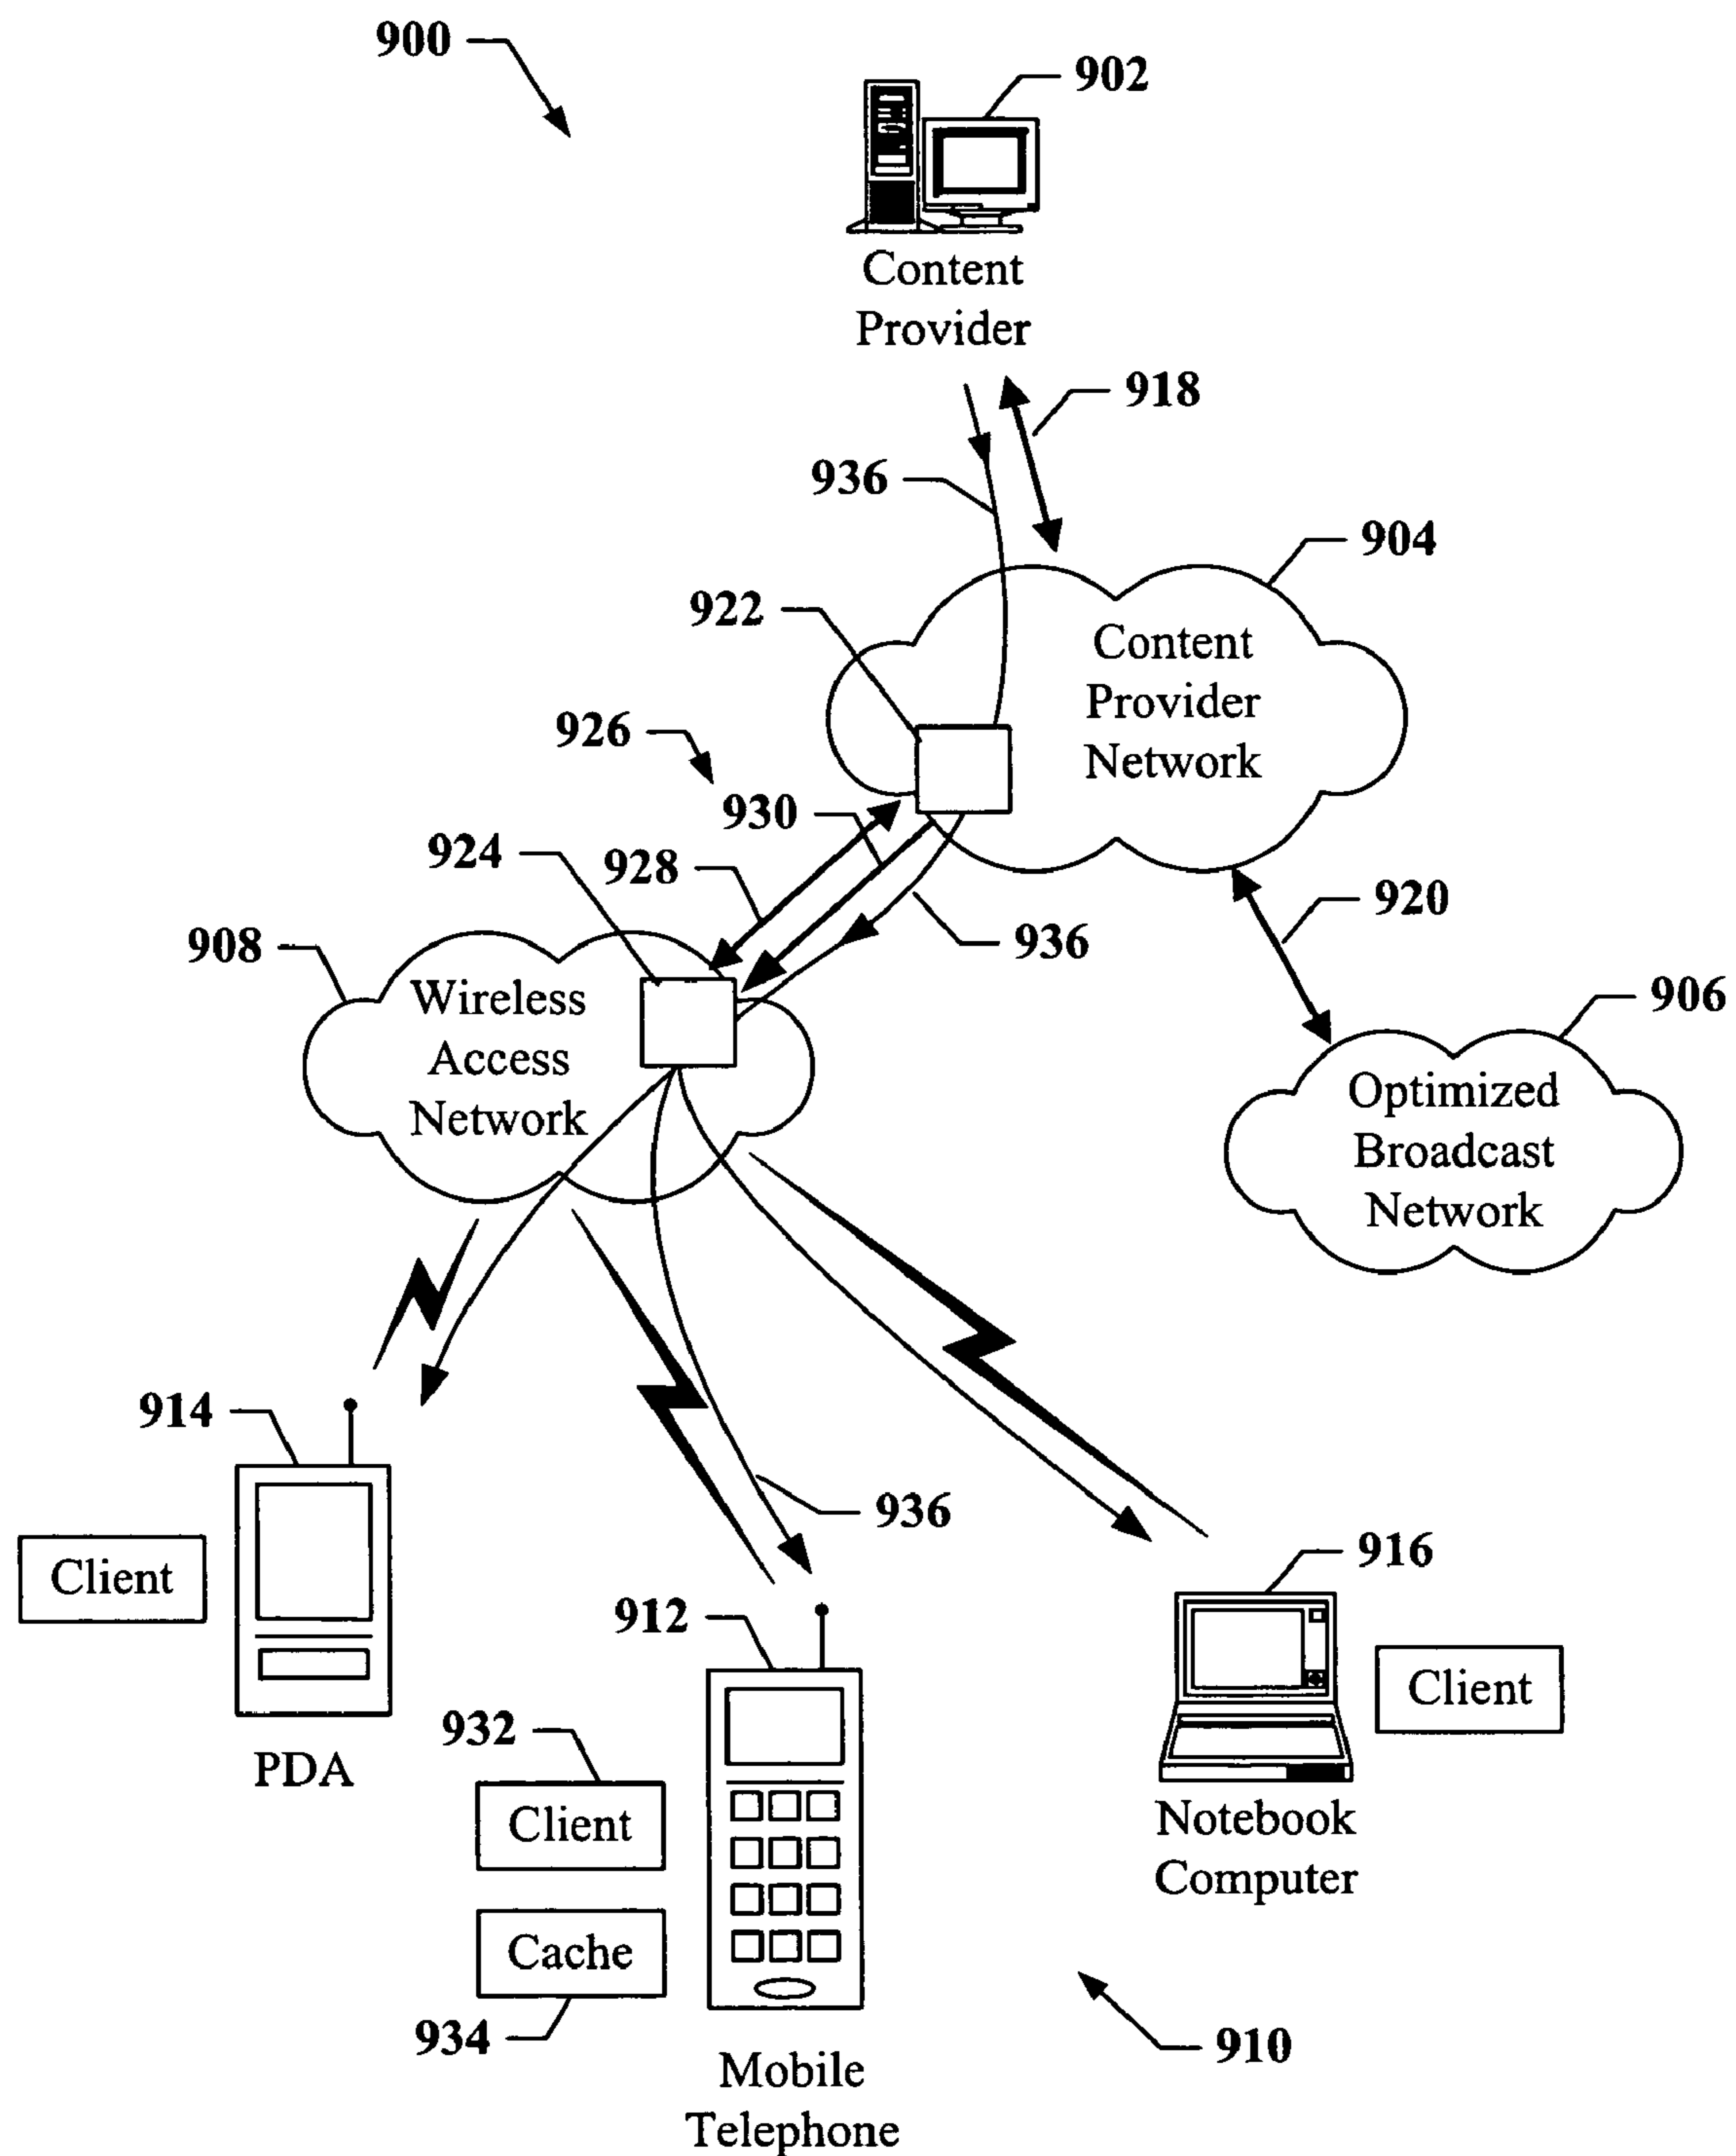 900
902
Content
Provider
918
936
904
922
Content
Provider
Network
926
930
924
928
920
936
908
Wireless
Access
Network
906
Optimized
Broadcast
Network
914
936
Client
916
912
Client
932
PDA
Client
Notebook
Computer
Cache
934
910
Mobile
Telephone